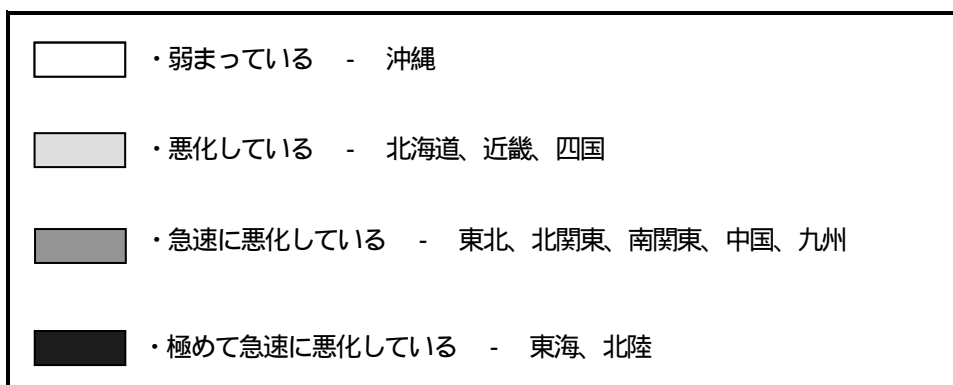 ・弱まっている - 沖縄
・悪化している - 北海道、近畿、四国
・急速に悪化している - 東北、北関東、南関東、中国、九州
・極めて急速に悪化している - 東海、北陸